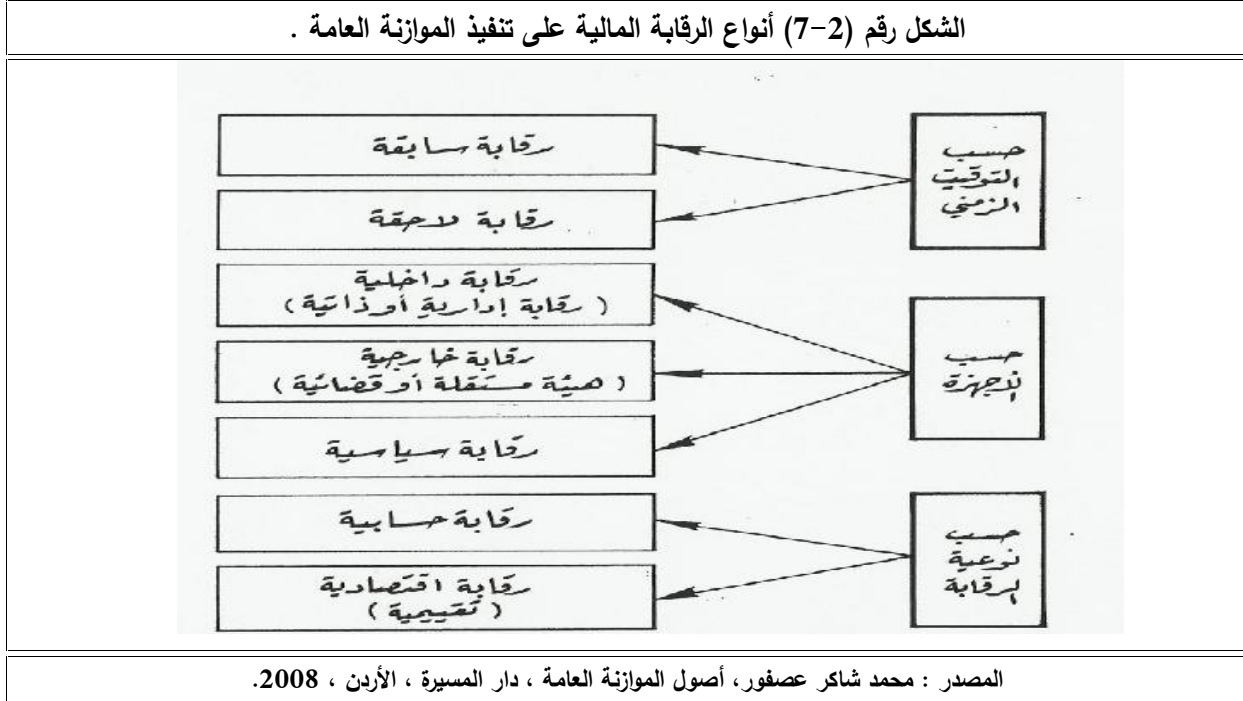 الشكل رقم (2-7) أنواع الرقابة المالية على تنفيذ الموازنة العامة .
حسب
التوقيت
الزمني
رقابة سابقة
رقابة لاحقة
حسب
الأجهزة
رقابة داخلية
( رقابة إدارية أو ذاتية )
رقابة خارجية
( هيئة مستقلة أو قضائية )
رقابة سياسية
حسب
نوعية
الرقابة
رقابة حسابية
رقابة اقتصادية
( تقييمية )
المصدر : محمد شاكر عصفور، أصول الموازنة العامة ، دار المسيرة ، الأردن ، 2008.